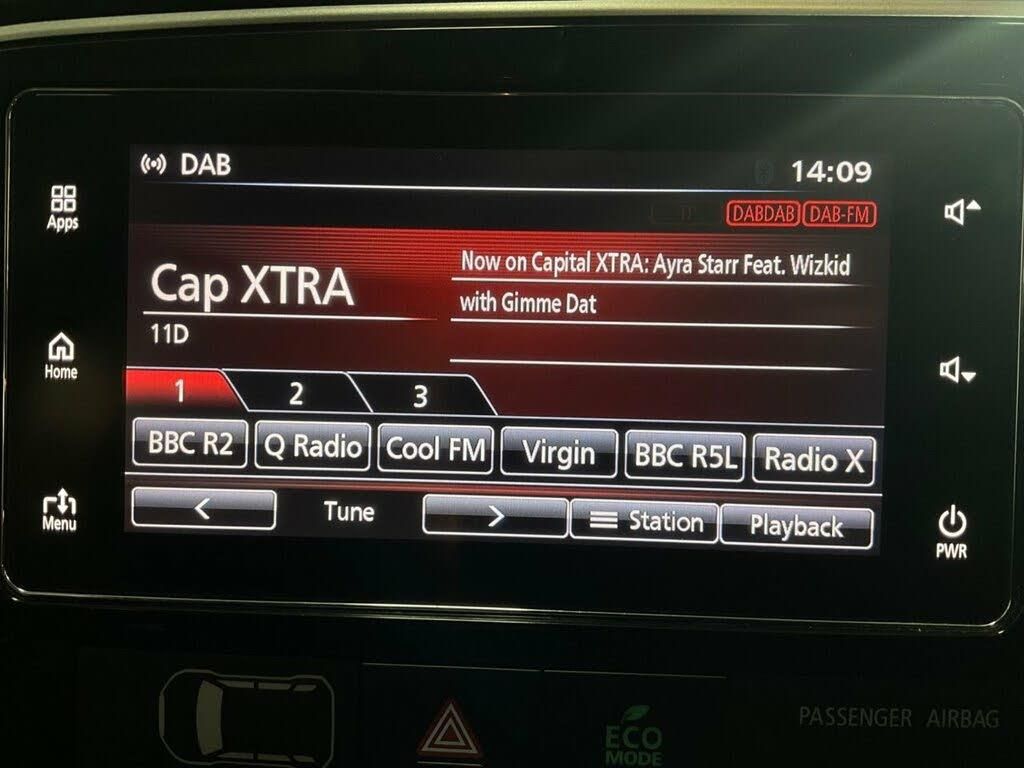 DAB
14:09
DABDAB DAB-FM
Apps
Now on Capital XTRA: Ayra Starr Feat. Wizkid
Cap XTRA
with Gimme Dat
11D
Home
1 2 3
BBC R2 Q Radio Cool FM Virgin BBC R5L Radio X
Menu
< Tune > Station Playback
PWR
PASSENGER AIRBAG
ECO
MODE